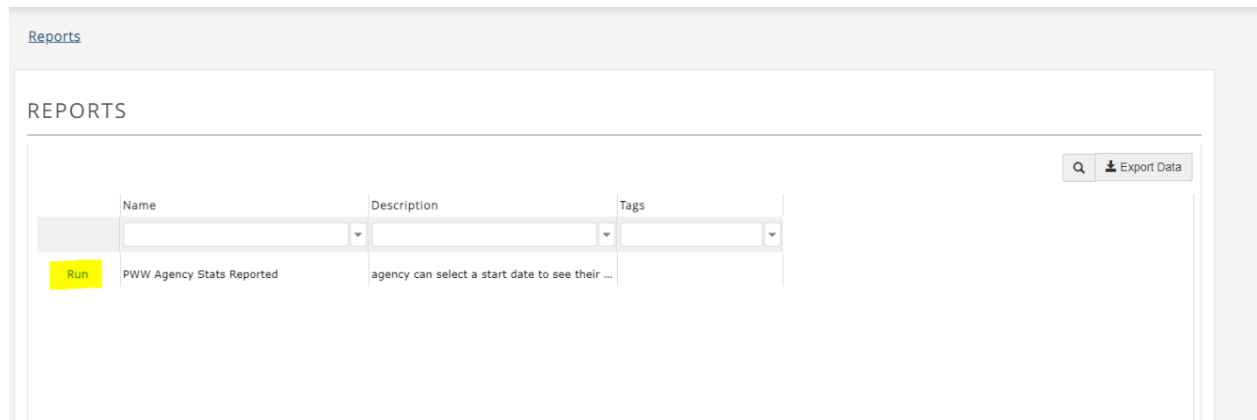 Reports
REPORTS
Export Data
Name Description Tags
Run PWW Agency Stats Reported agency can select a start date to see their ...